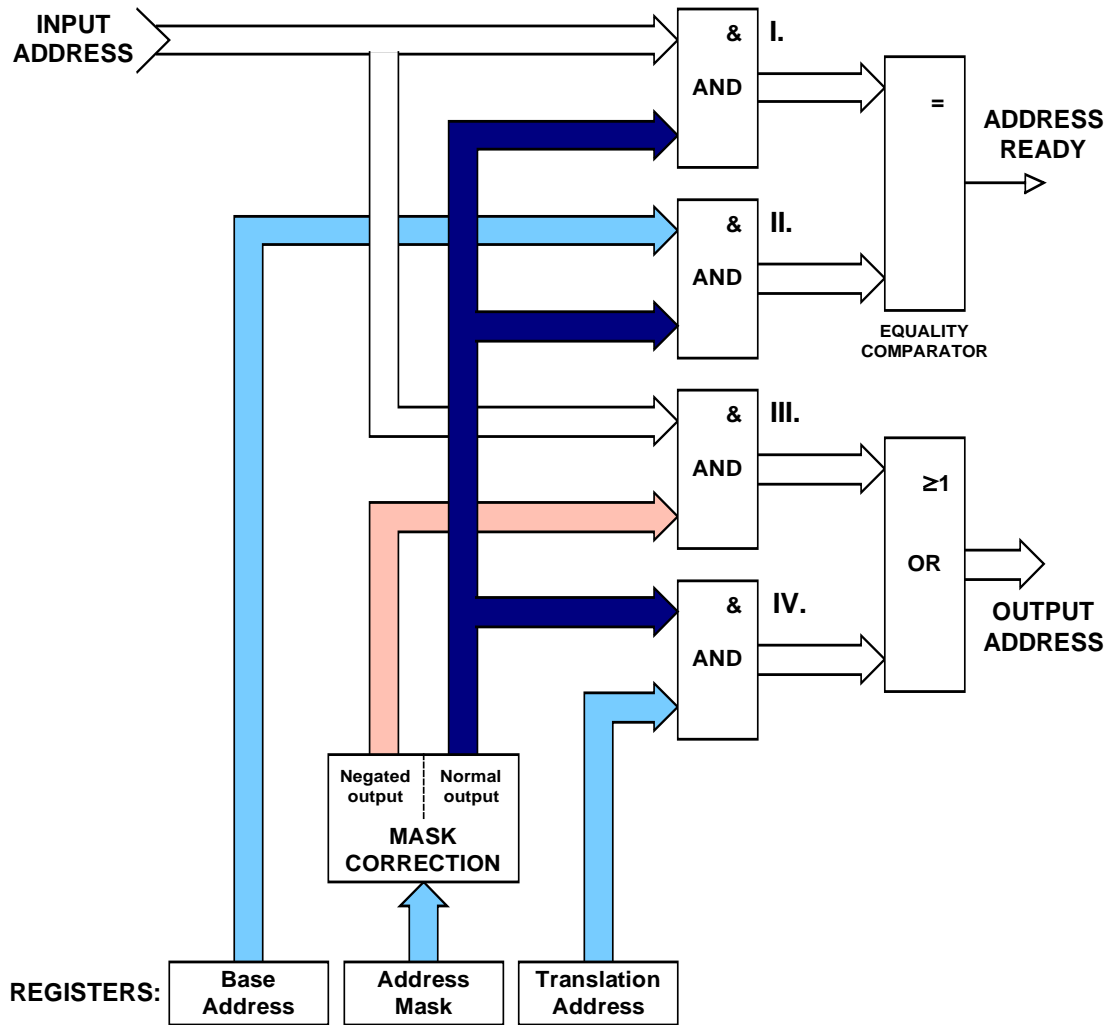 INPUT
ADDRESS
&
I.
AND
=
ADDRESS
READY
&
II.
AND
EQUALITY
COMPARATOR
&
III.
AND
≥1
OR
&
IV.
AND
OUTPUT
ADDRESS
Negated
output
Normal
output
MASK
CORRECTION
REGISTERS:
Base
Address
Address
Mask
Translation
Address